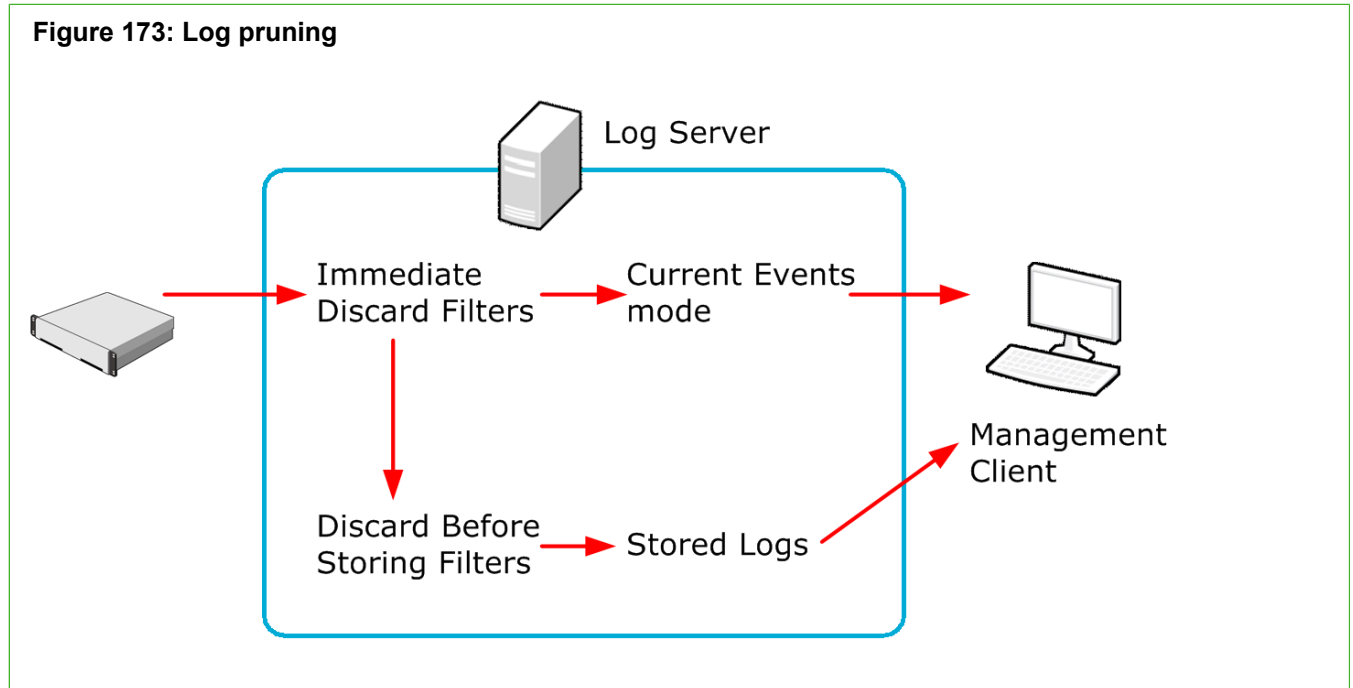 Figure 173: Log pruning
Log Server
Immediate
Discard Filters
Current Events
mode
Management
Client
Discard Before
Storing Filters
Stored Logs